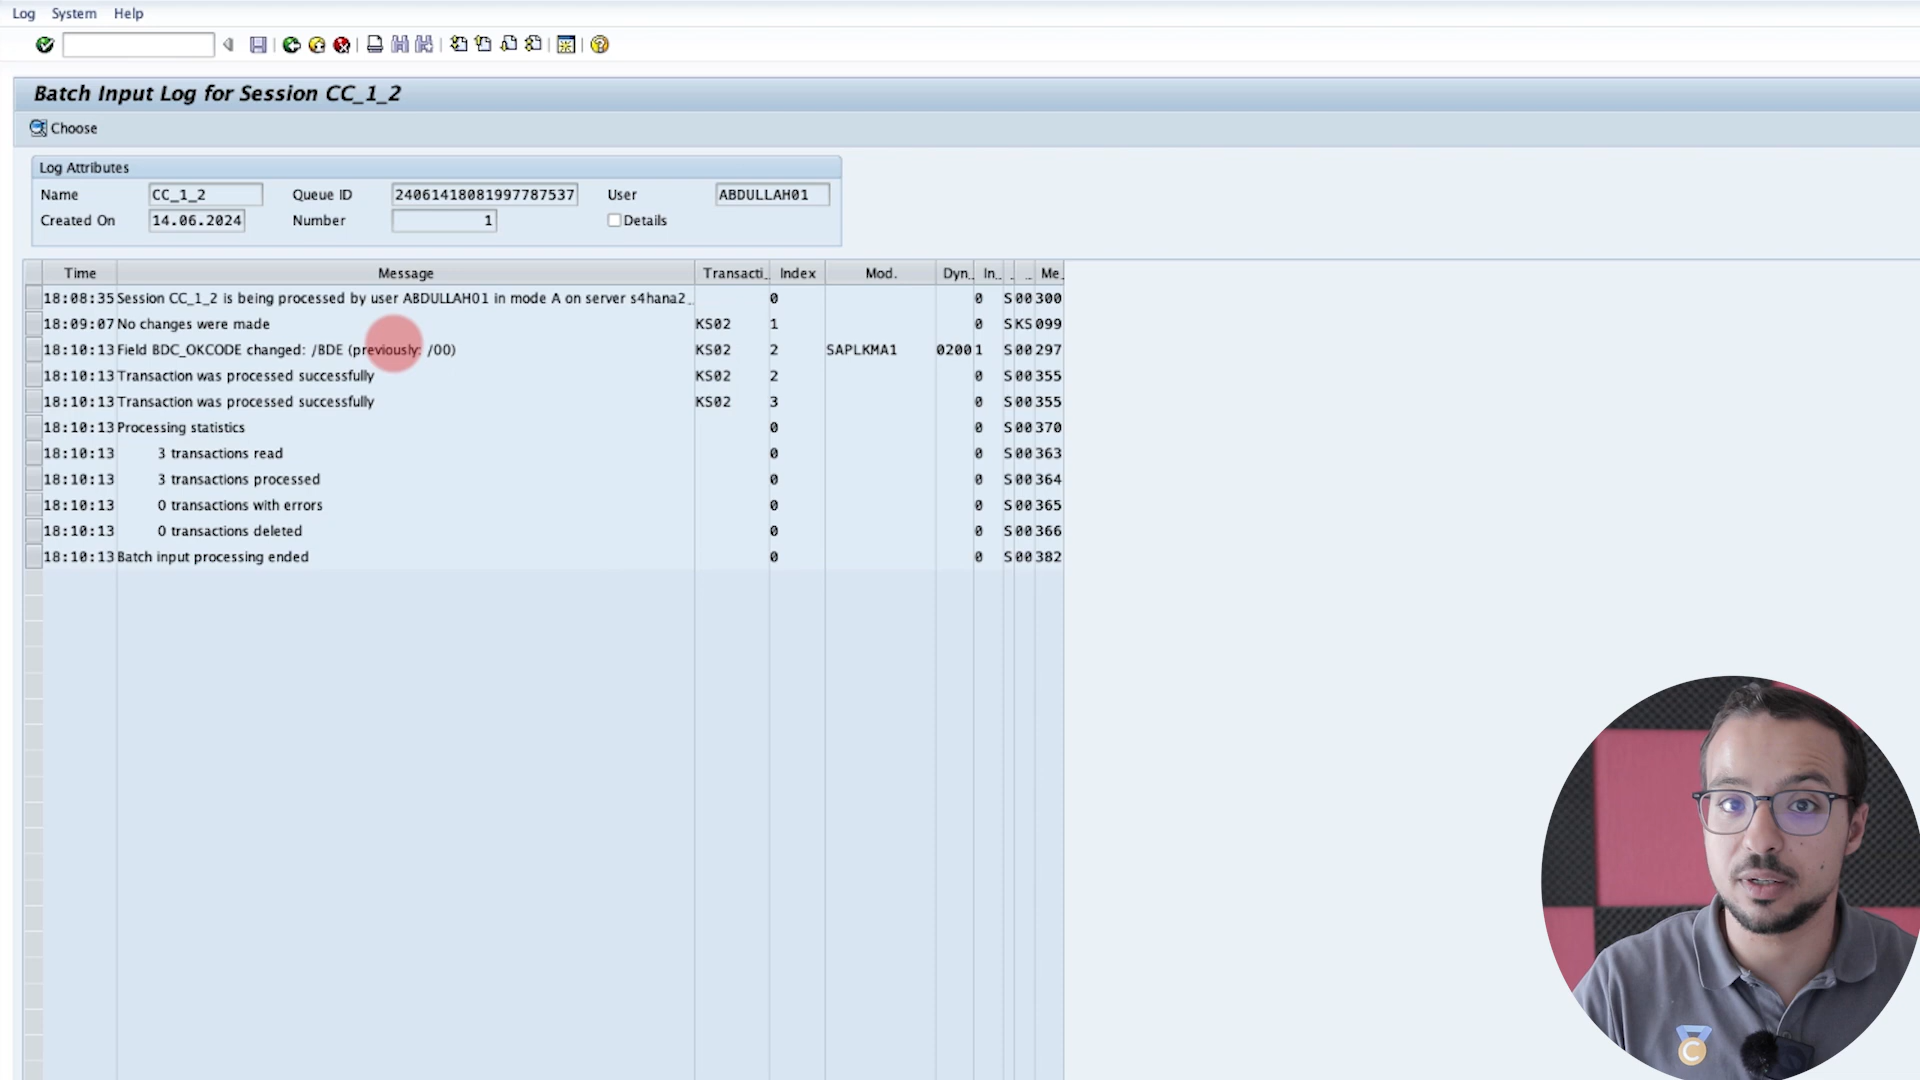 Log System Help
Batch Input Log for Session CC_1_2
Choose
Log Attributes
Name CC_1_2 Queue ID 24061418081997787537 User ABDULLAH01
Created On 14.06.2024 Number 1 Details
Time Message Transacti.. Index Mod. Dyn.. In.. .. .. Me..
18:08:35 Session CC_1_2 is being processed by user ABDULLAH01 in mode A on server s4hana2.. 0 0 S 00 300
18:09:07 No changes were made KS02 1 0 S KS 099
18:10:13 Field BDC_OKCODE changed: /BDE (previously: /00) KS02 2 SAPLKMA1 0200 1 S 00 297
18:10:13 Transaction was processed successfully KS02 2 0 S 00 355
18:10:13 Transaction was processed successfully KS02 3 0 S 00 355
18:10:13 Processing statistics 0 0 S 00 370
18:10:13 3 transactions read 0 0 S 00 363
18:10:13 3 transactions processed 0 0 S 00 364
18:10:13 0 transactions with errors 0 0 S 00 365
18:10:13 0 transactions deleted 0 0 S 00 366
18:10:13 Batch input processing ended 0 0 S 00 382
C